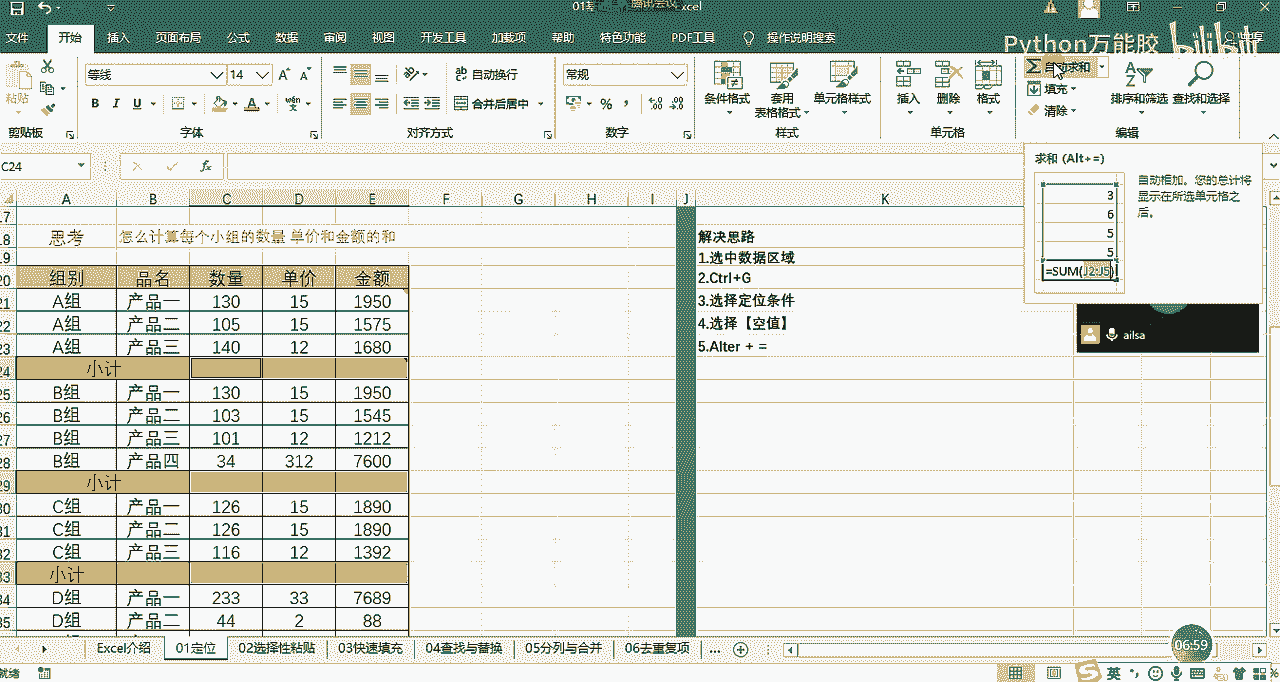 Excel
文件 开始 插入 页面布局 公式 数据 审阅 视图 开发工具 加载项 帮助 特色功能 PDF工具 操作说明搜索
Python万能胶 bilibili
粘贴 等线 14 自动换行 常规 条件格式 套用 单元格样式 插入 删除 格式 自动求和
表格格式 填充 排序和筛选 查找和选择
B I U 合并后居中 % 清除
剪贴板 字体 对齐方式 数字 样式 单元格 编辑
C24 fx
求和 (Alt+=)
自动相加。您的总计将
显示在所选单元格之
后。
3
6
5
5
=SUM(J2:J5)
A B C D E F G H I J K
17
18 思考 怎么计算每个小组的数量 单价和金额的和 解决思路
19 1.选中数据区域
20 组别 品名 数量 单价 金额 2.Ctrl+G
21 A组 产品一 130 15 1950 3.选择定位条件
22 A组 产品二 105 15 1575 4.选择【空值】
23 A组 产品三 140 12 1680 5.Alter + =
24 小计
25 B组 产品一 130 15 1950
26 B组 产品二 103 15 1545
27 B组 产品三 101 12 1212
28 B组 产品四 34 312 7600
29 小计
30 C组 产品一 126 15 1890
31 C组 产品二 126 15 1890
32 C组 产品三 116 12 1392
33 小计
34 D组 产品一 233 33 7689
35 D组 产品二 44 2 88
ailsa
Excel介绍 01定位 02选择性粘贴 03快速填充 04查找与替换 05分列与合并 06去重复项 ...
06:59
就绪 英